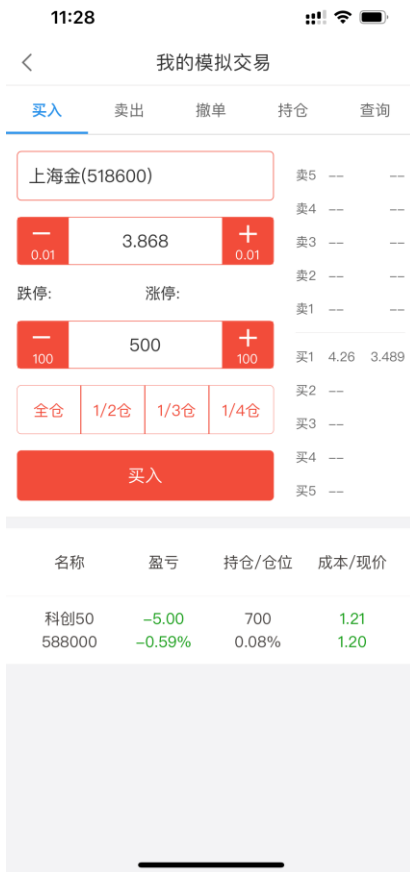 11:28
我的模拟交易
买入 卖出 撤单 持仓 查询
上海金(518600)
卖5 -- --
卖4 -- --
— 0.01 3.868 + 0.01
卖3 -- --
卖2 -- --
跌停: 涨停:
卖1 -- --
— 100 500 + 100
买1 4.26 3.489
买2 --
全仓 1/2仓 1/3仓 1/4仓
买3 --
买4 --
买入
买5 --
名称 盈亏 持仓/仓位 成本/现价
科创50 -5.00 700 1.21
588000 -0.59% 0.08% 1.20